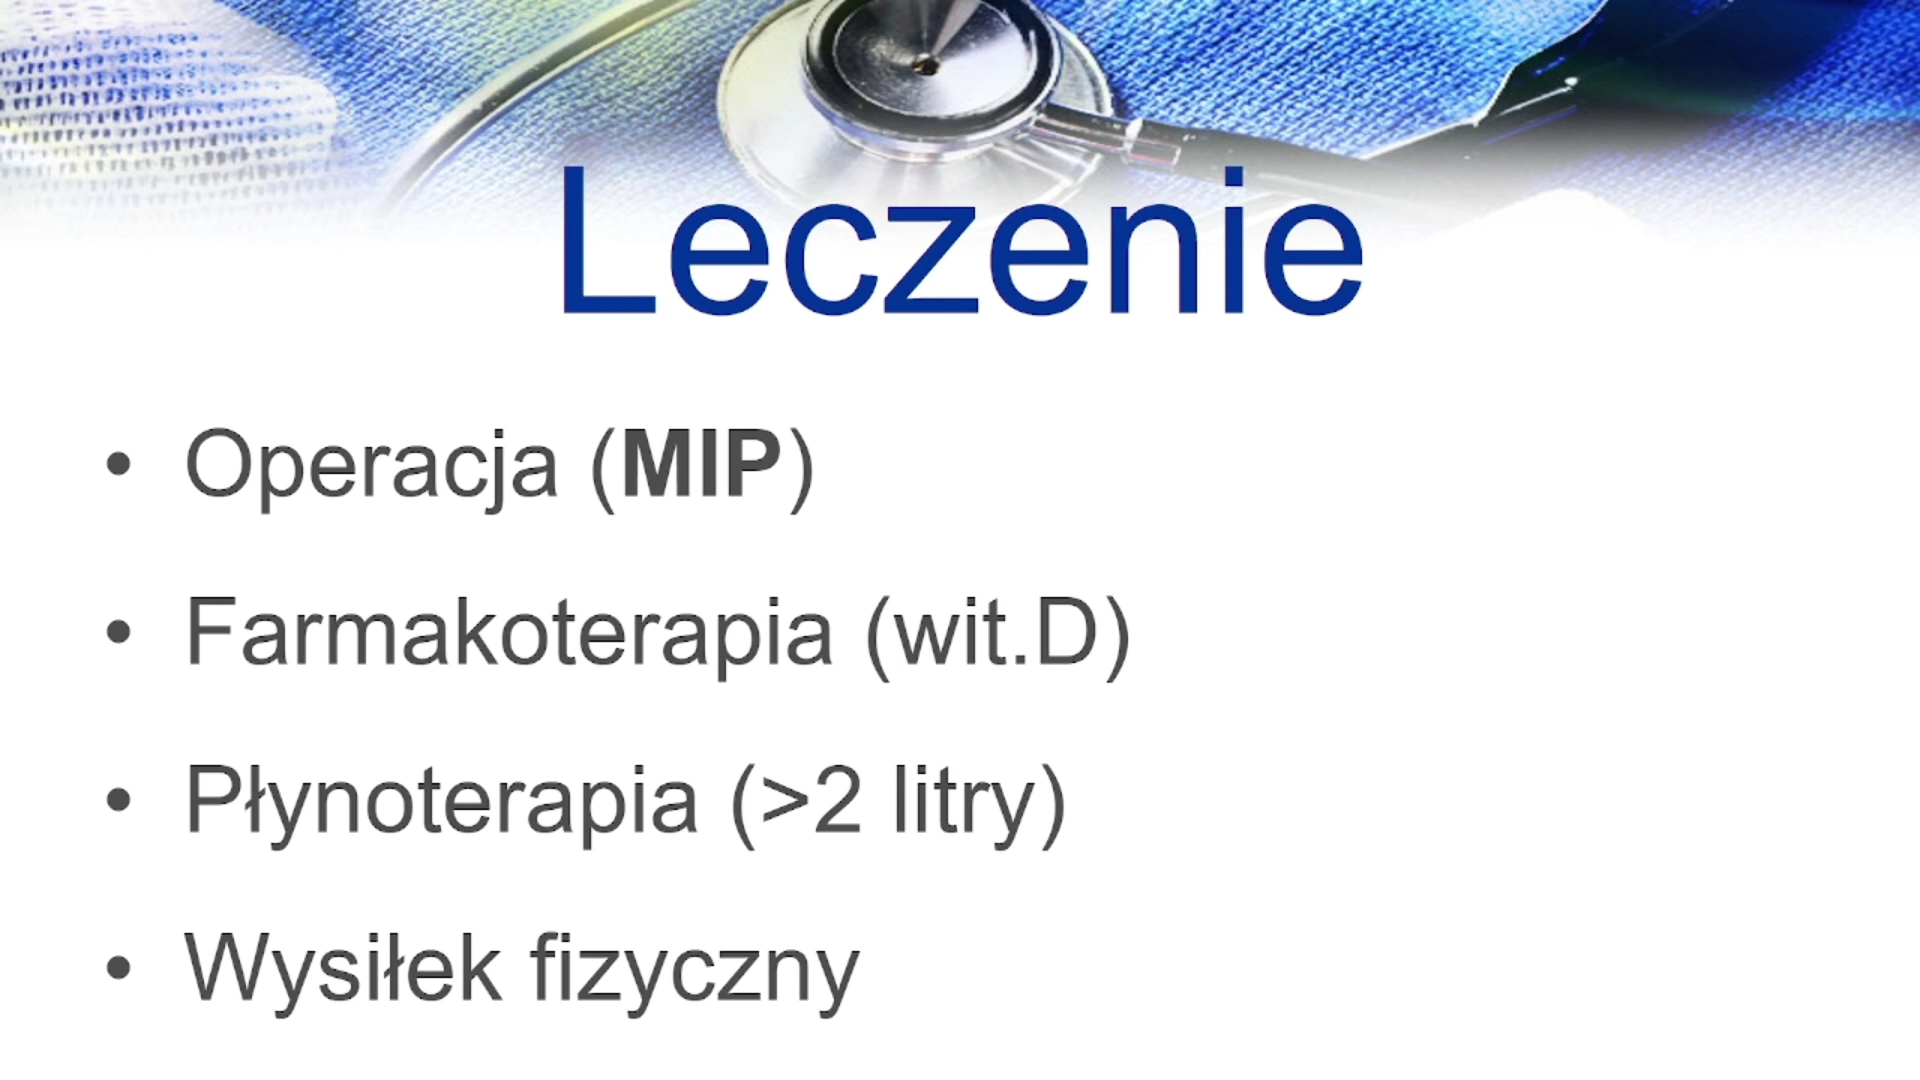 Leczenie
• Operacja (MIP)
• Farmakoterapia (wit.D)
• Płynoterapia (>2 litry)
• Wysiłek fizyczny